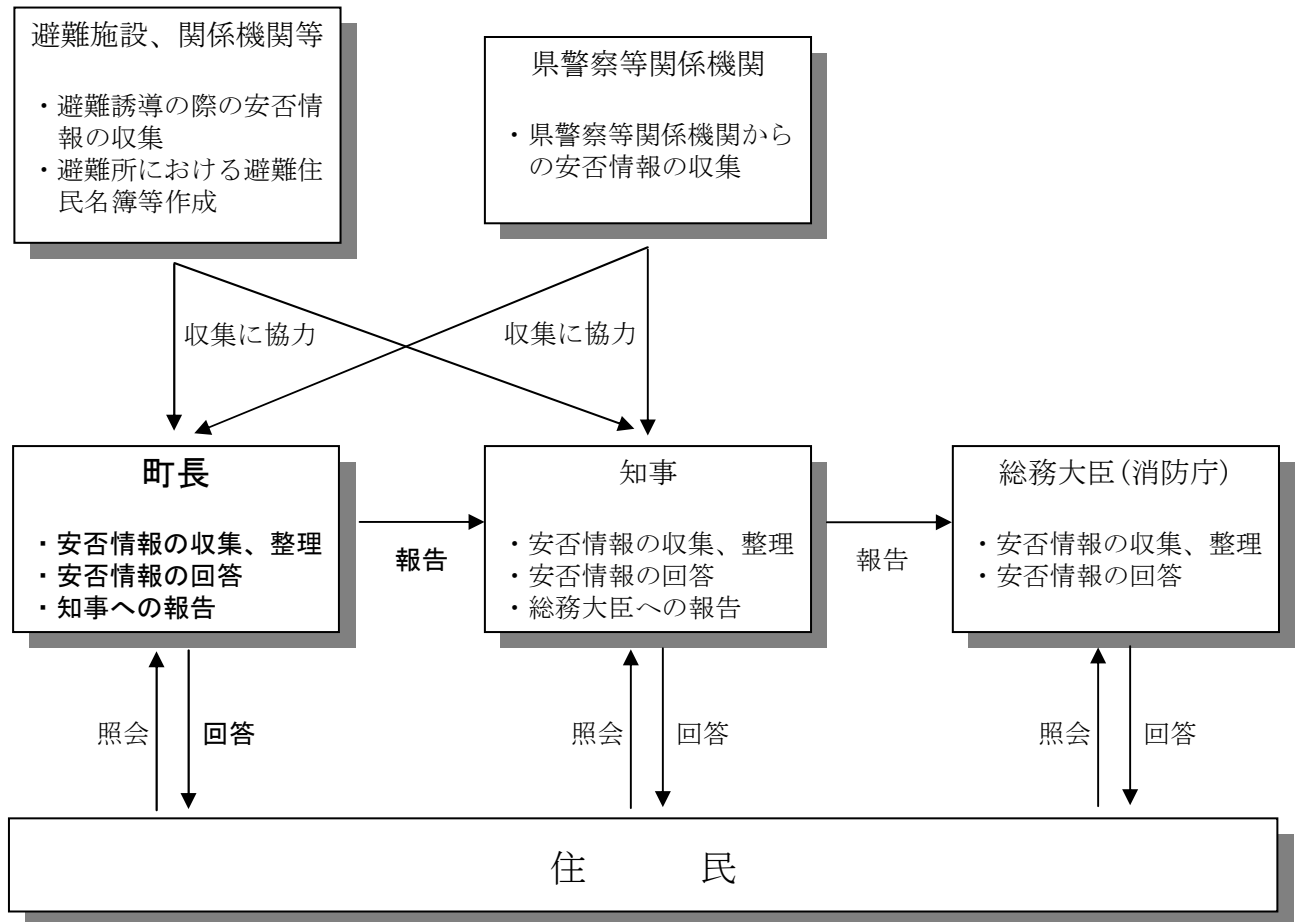 避難施設、関係機関等
・避難誘導の際の安否情
報の収集
・避難所における避難住
民名簿等作成
県警察等関係機関
・県警察等関係機関から
の安否情報の収集
収集に協力
収集に協力
町長
・安否情報の収集、整理
・安否情報の回答
・知事への報告
報告
知事
・安否情報の収集、整理
・安否情報の回答
・総務大臣への報告
報告
総務大臣(消防庁)
・安否情報の収集、整理
・安否情報の回答
照会
回答
照会
回答
照会
回答
住 民